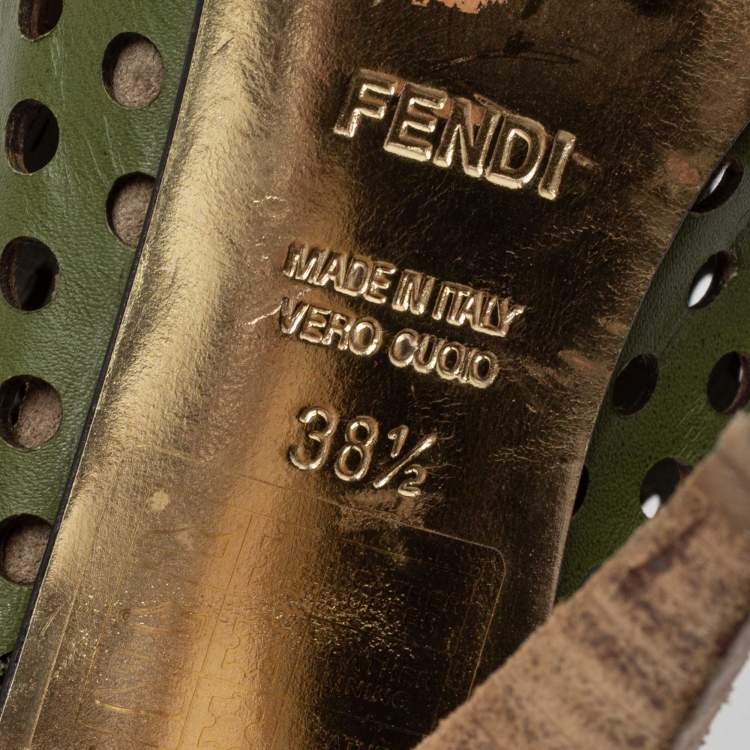 FENDI
MADE IN ITALY
VERO CUOIO
38½